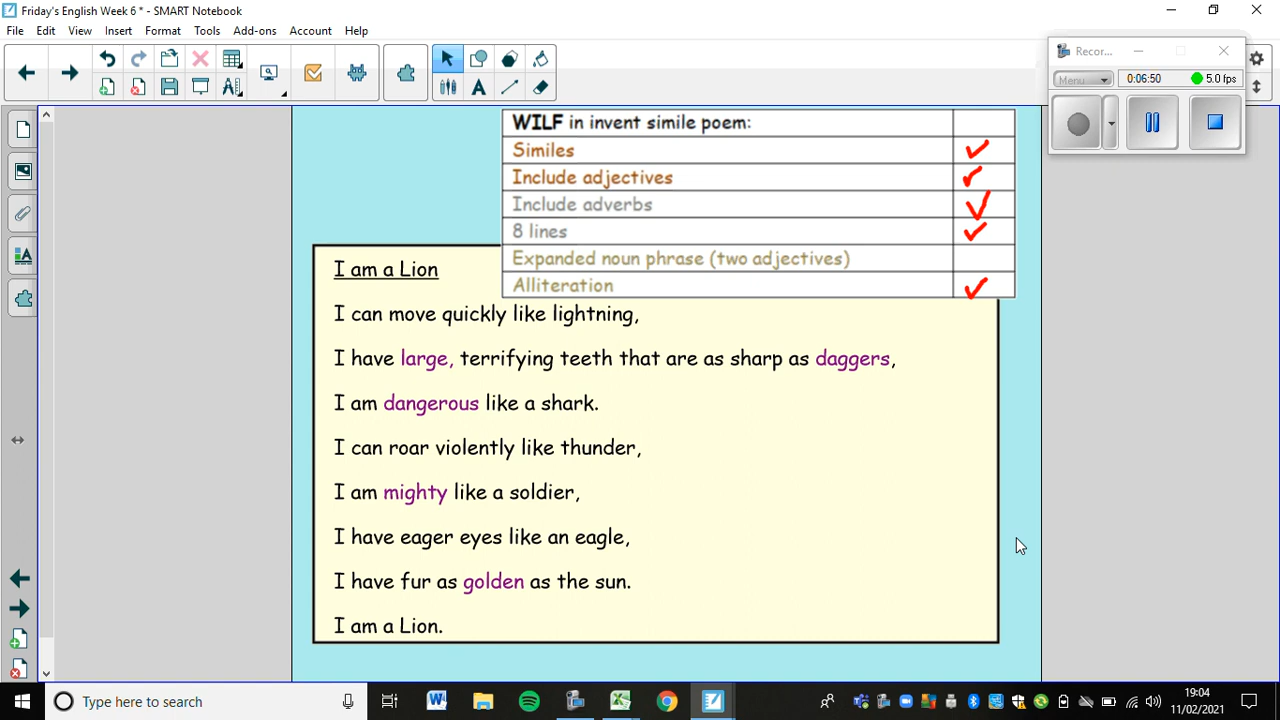 Friday's English Week 6 * - SMART Notebook
File Edit View Insert Format Tools Add-ons Account Help
Recor...
Menu
0:06:50
5.0 fps
WILF in invent simile poem:
Similes
Include adjectives
Include adverbs
8 lines
Expanded noun phrase (two adjectives)
Alliteration
I am a Lion
I can move quickly like lightning,
I have large, terrifying teeth that are as sharp as daggers,
I am dangerous like a shark.
I can roar violently like thunder,
I am mighty like a soldier,
I have eager eyes like an eagle,
I have fur as golden as the sun.
I am a Lion.
Type here to search
19:04
11/02/2021